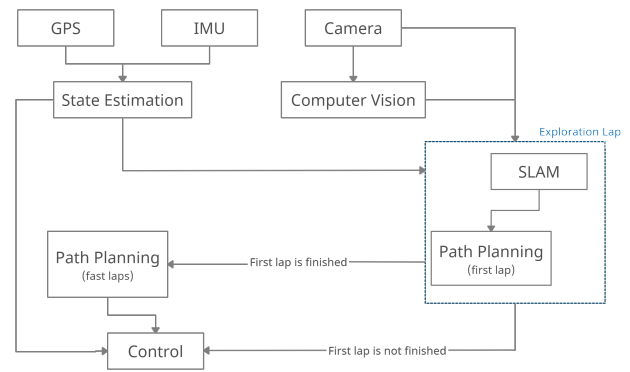 GPS
IMU
Camera
State Estimation
Computer Vision
Exploration Lap
SLAM
Path Planning
(first lap)
First lap is finished
Path Planning
(fast laps)
Control
First lap is not finished